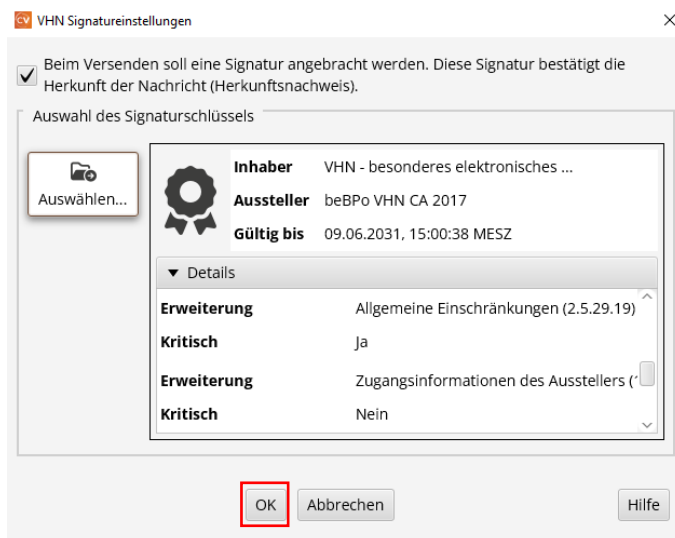 VHN Signatureinstellungen
Beim Versenden soll eine Signatur angebracht werden. Diese Signatur bestätigt die
Herkunft der Nachricht (Herkunftsnachweis).
Auswahl des Signaturschlüssels
Auswählen...
Inhaber VHN - besonderes elektronisches ...
Aussteller beBPo VHN CA 2017
Gültig bis 09.06.2031, 15:00:38 MESZ
▼ Details
Erweiterung Allgemeine Einschränkungen (2.5.29.19)
Kritisch Ja
Erweiterung Zugangsinformationen des Ausstellers (
Kritisch Nein
OK Abbrechen Hilfe